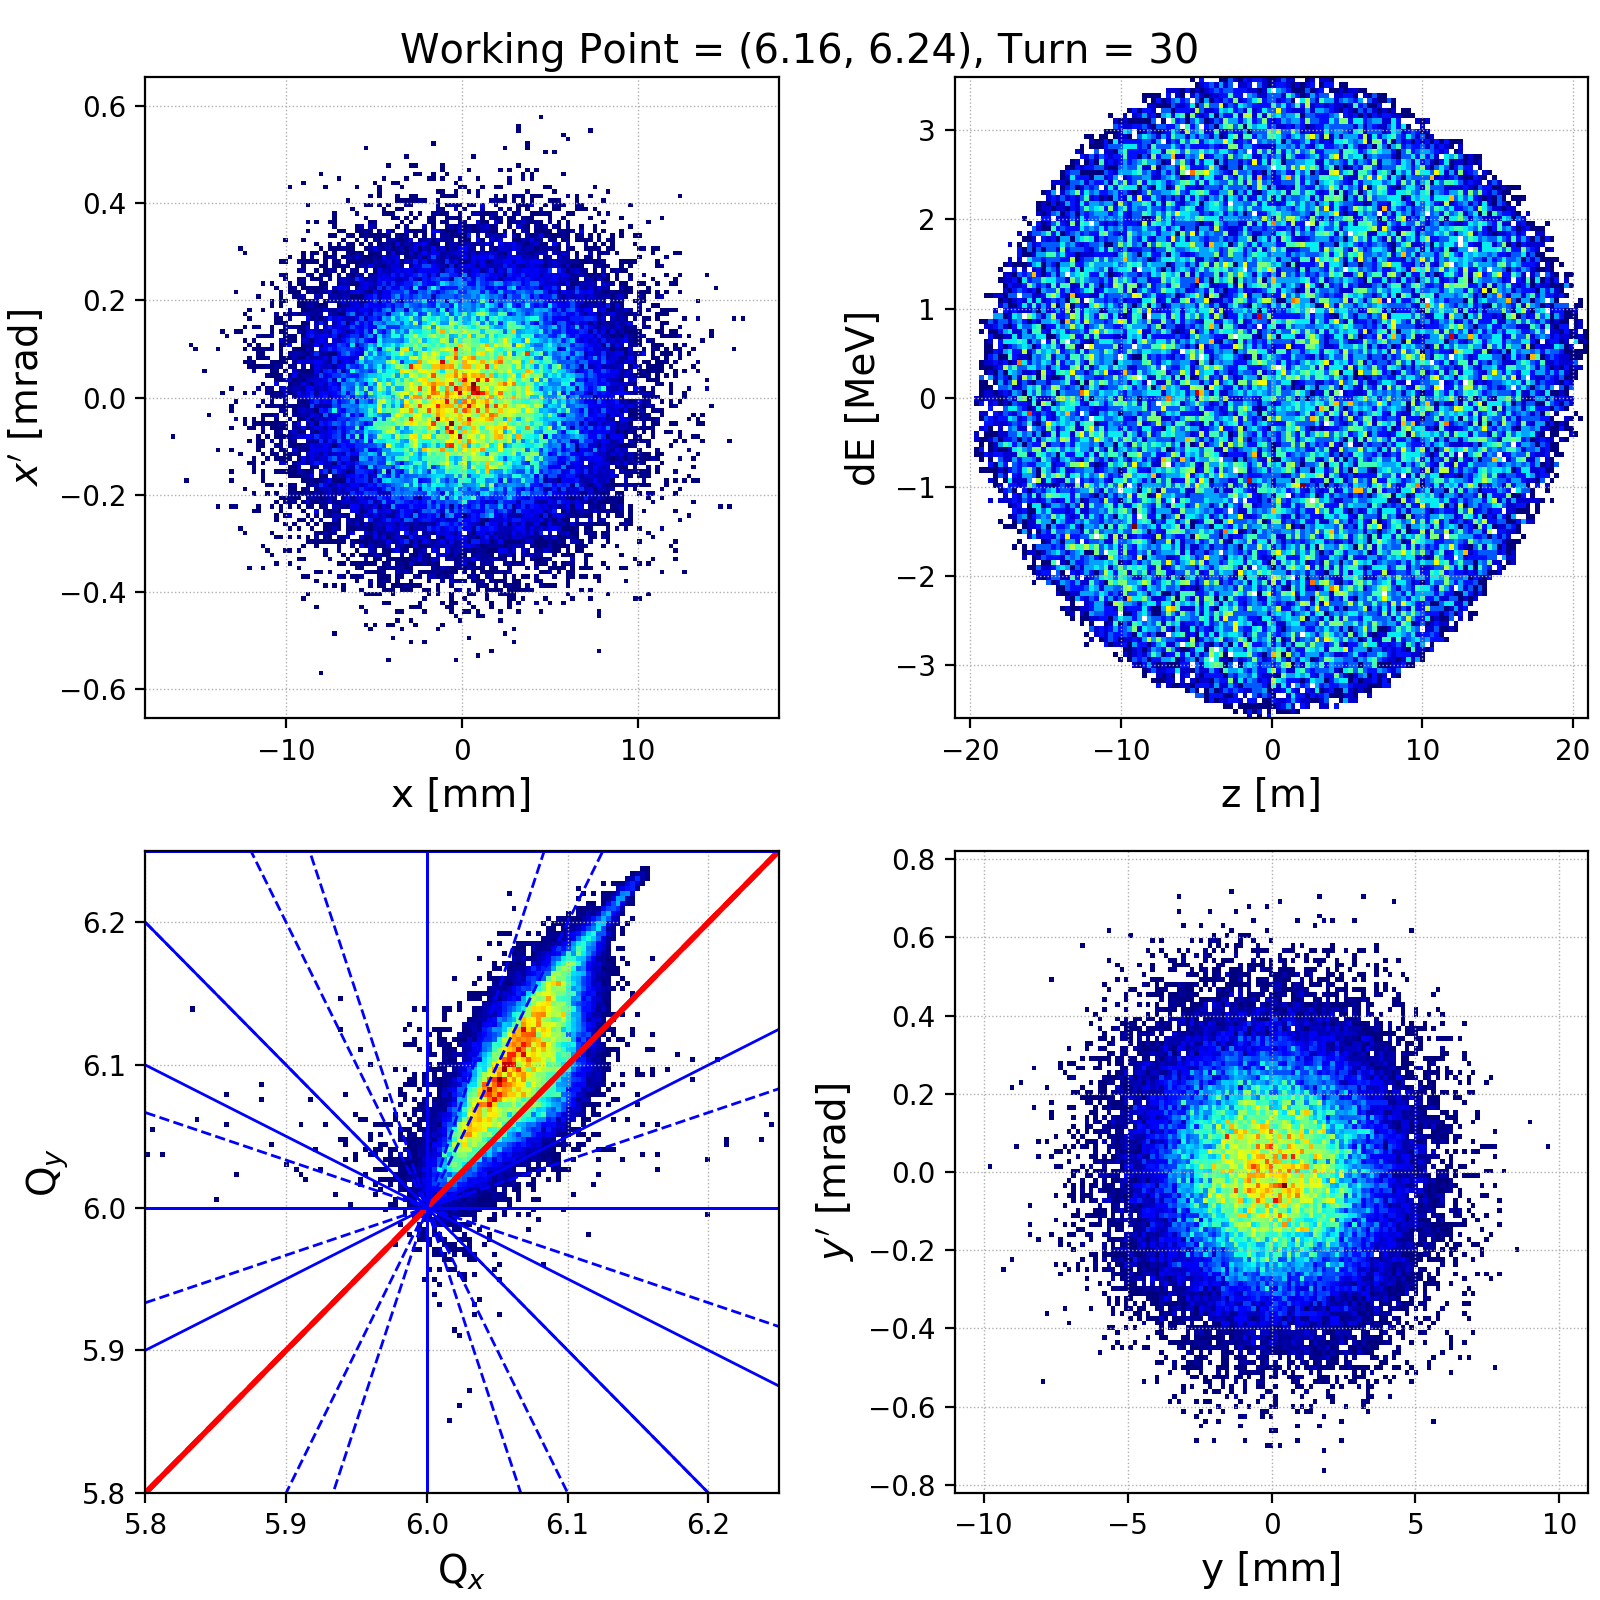 Working Point = (6.16, 6.24), Turn = 30
0.6
0.4
0.2
0.0
−0.2
−0.4
−0.6
x′ [mrad]
−10 0 10
x [mm]
3
2
1
0
−1
−2
−3
dE [MeV]
−20 −10 0 10 20
z [m]
6.2
6.1
6.0
5.9
5.8
Qy
5.8 5.9 6.0 6.1 6.2
Qx
0.8
0.6
0.4
0.2
0.0
−0.2
−0.4
−0.6
−0.8
y′ [mrad]
−10 −5 0 5 10
y [mm]